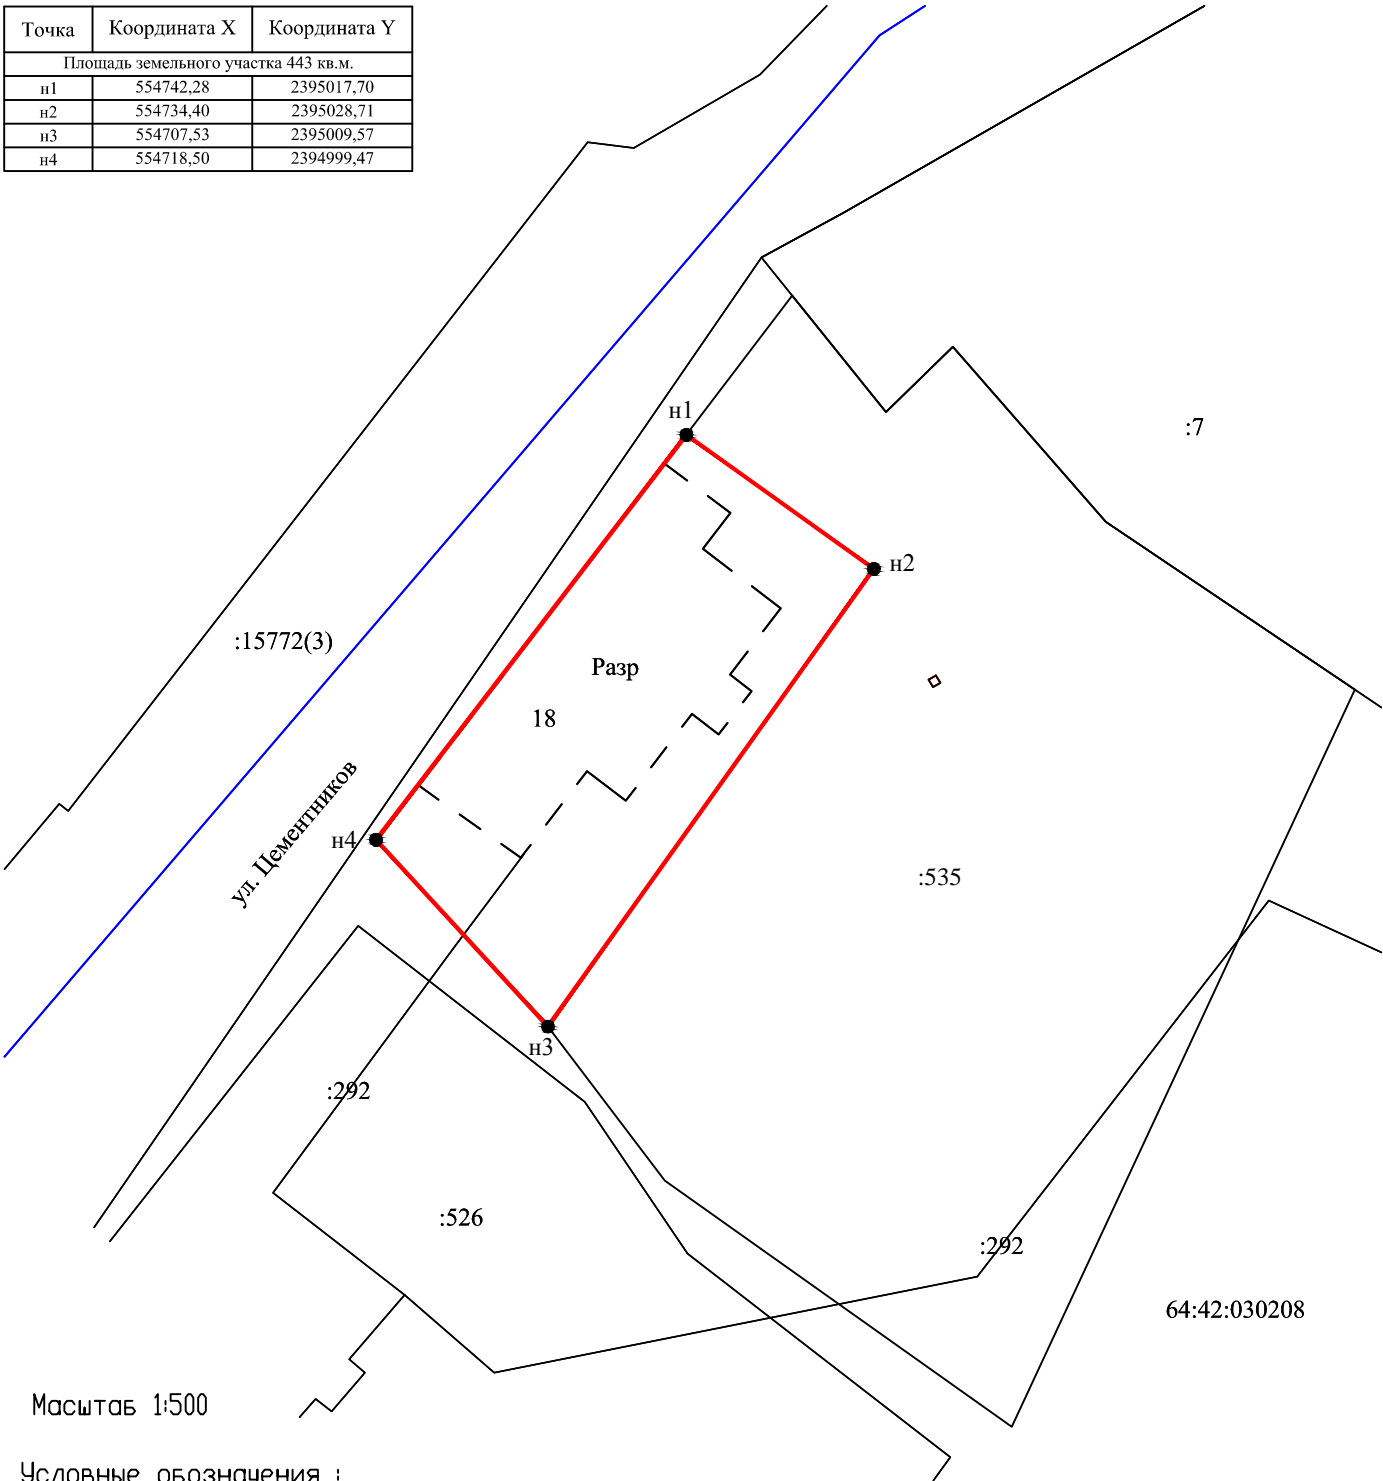 Точка Координата X Координата Y
Площадь земельного участка 443 кв.м.
н1 554742,28 2395017,70
н2 554734,40 2395028,71
н3 554707,53 2395009,57
н4 554718,50 2394999,47
н1
:7
н2
:15772(3)
Разр
18
ул. Цементников
н4
:535
н3
:292
:526
:292
64:42:030208
Масштаб 1:500
Условные обозначения :